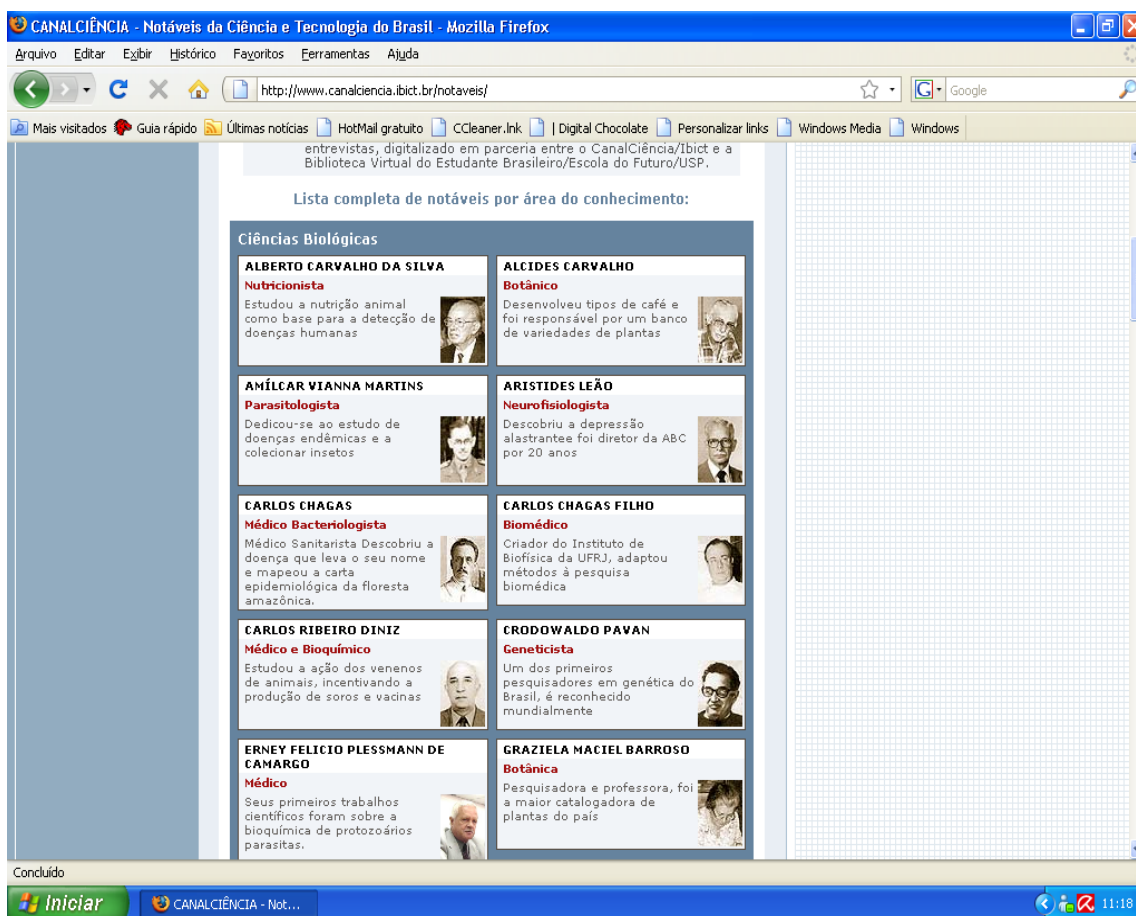 CANALCIÊNCIA - Notáveis da Ciência e Tecnologia do Brasil - Mozilla Firefox
Arquivo Editar Exibir Histórico Favoritos Ferramentas Ajuda
http://www.canalciencia.ibict.br/notaveis/
Google
Mais visitados Guia rápido Últimas notícias HotMail gratuito CCleaner.lnk | Digital Chocolate Personalizar links Windows Media Windows
entrevistas, digitalizado em parceria entre o CanalCiência/Ibict e a
Biblioteca Virtual do Estudante Brasileiro/Escola do Futuro/USP.
Lista completa de notáveis por área do conhecimento:
Ciências Biológicas
ALBERTO CARVALHO DA SILVA
Nutricionista
Estudou a nutrição animal
como base para a detecção de
doenças humanas
ALCIDES CARVALHO
Botânico
Desenvolveu tipos de café e
foi responsável por um banco
de variedades de plantas
AMÍLCAR VIANNA MARTINS
Parasitologista
Dedicou-se ao estudo de
doenças endêmicas e a
colecionar insetos
ARISTIDES LEÃO
Neurofisiologista
Descobriu a depressão
alastrantee foi diretor da ABC
por 20 anos
CARLOS CHAGAS
Médico Bacteriologista
Médico Sanitarista Descobriu a
doença que leva o seu nome
e mapeou a carta
epidemiológica da floresta
amazônica.
CARLOS CHAGAS FILHO
Biomédico
Criador do Instituto de
Biofísica da UFRJ, adaptou
métodos à pesquisa
biomédica
CARLOS RIBEIRO DINIZ
Médico e Bioquímico
Estudou a ação dos venenos
de animais, incentivando a
produção de soros e vacinas
CRODOWALDO PAVAN
Geneticista
Um dos primeiros
pesquisadores em genética do
Brasil, é reconhecido
mundialmente
ERNEY FELICIO PLESSMANN DE
CAMARGO
Médico
Seus primeiros trabalhos
científicos foram sobre a
bioquímica de protozoários
parasitas.
GRAZIELA MACIEL BARROSO
Botânica
Pesquisadora e professora, foi
a maior catalogadora de
plantas do país
Concluído
Iniciar
CANALCIÊNCIA - Not...
11:18